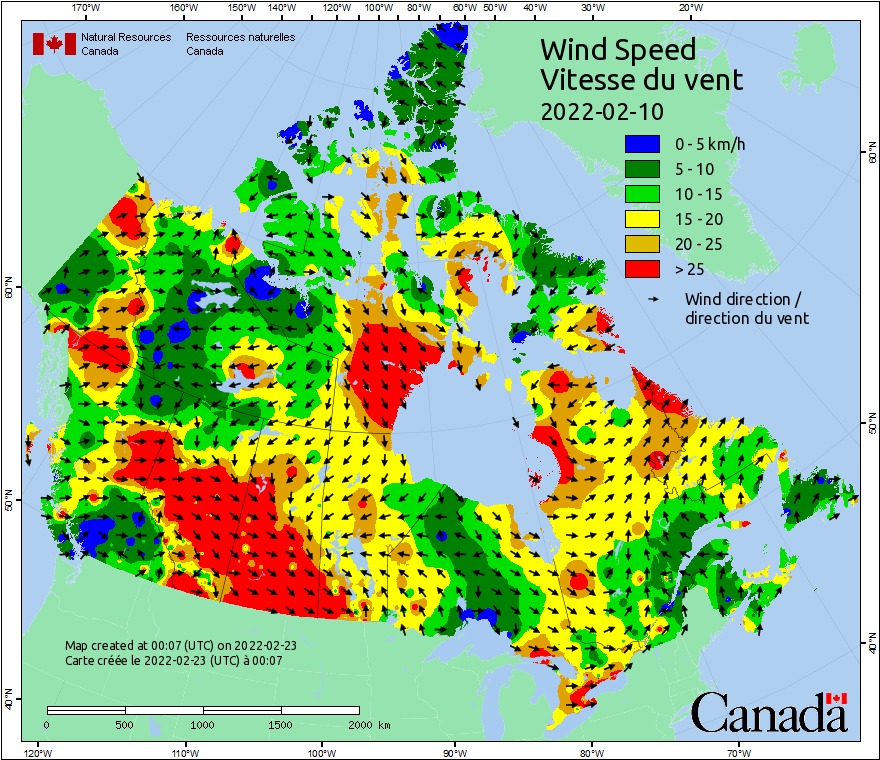 170°W 160°W 150°W 140°W 120°W 100°W 80°W 60°W 50°W 40°W 30°W 20°W
Natural Resources Canada
Ressources naturelles Canada
Wind Speed
Vitesse du vent
2022-02-10
0 - 5 km/h
5 - 10
10 - 15
15 - 20
20 - 25
> 25
Wind direction /
direction du vent
60°N
50°N
40°N
60°N
50°N
40°N
Map created at 00:07 (UTC) on 2022-02-23
Carte créée le 2022-02-23 (UTC) à 00:07
0 500 1000 1500 2000 km
Canada
120°W 110°W 100°W 90°W 80°W 70°W